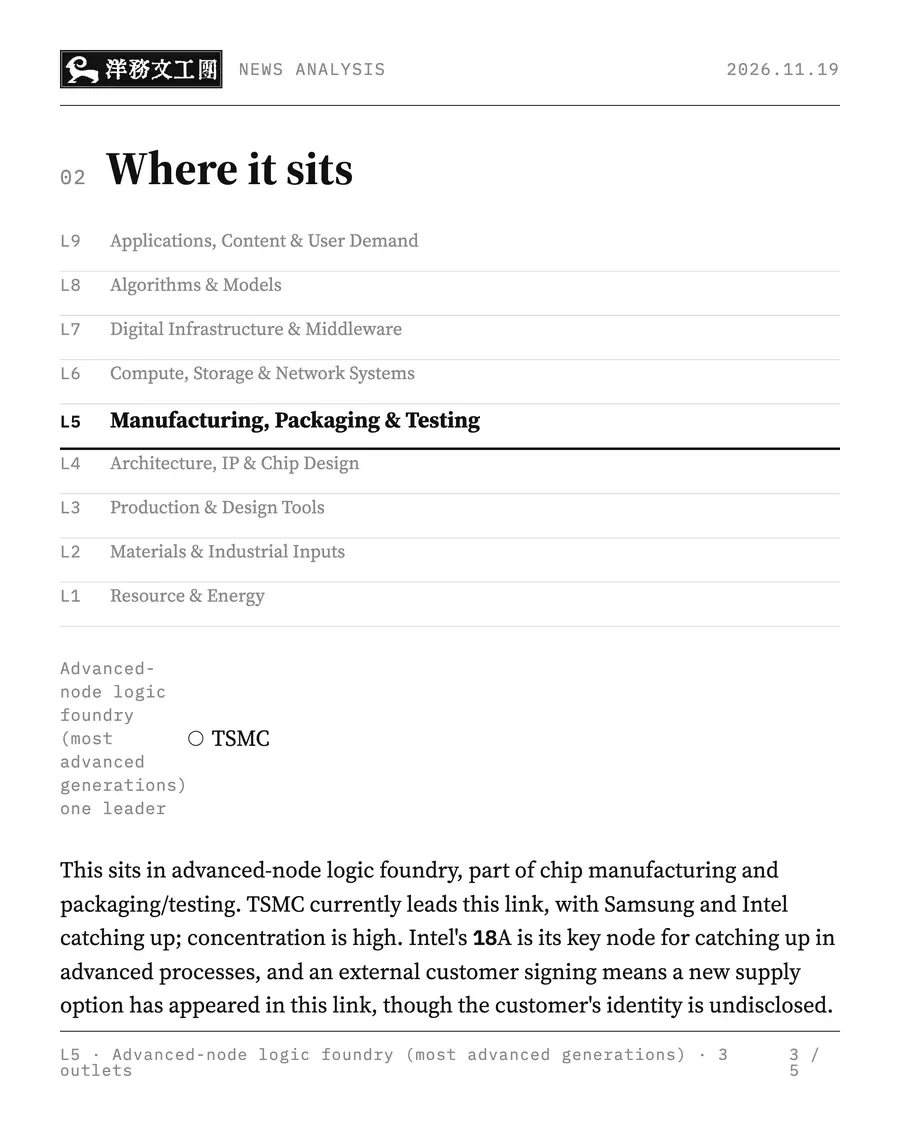 洋務文工團 NEWS ANALYSIS 2026.11.19
02 Where it sits
L9 Applications, Content & User Demand
L8 Algorithms & Models
L7 Digital Infrastructure & Middleware
L6 Compute, Storage & Network Systems
L5 Manufacturing, Packaging & Testing
L4 Architecture, IP & Chip Design
L3 Production & Design Tools
L2 Materials & Industrial Inputs
L1 Resource & Energy
Advanced-
node logic
foundry
(most
advanced
generations)
one leader
○ TSMC
This sits in advanced-node logic foundry, part of chip manufacturing and
packaging/testing. TSMC currently leads this link, with Samsung and Intel
catching up; concentration is high. Intel's 18A is its key node for catching up in
advanced processes, and an external customer signing means a new supply
option has appeared in this link, though the customer's identity is undisclosed.
L5 · Advanced-node logic foundry (most advanced generations) · 3
outlets
3 /
5